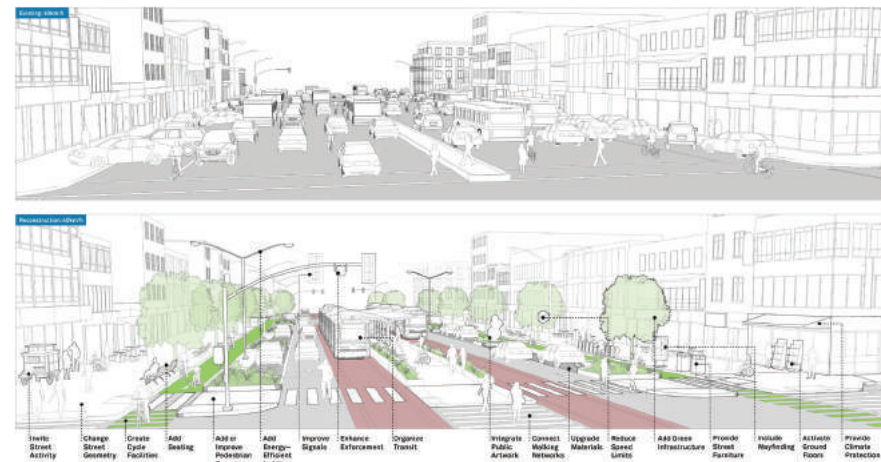 Existing:
Reconstruction:
Invite
Street
Activity
Change
Street
Geometry
Create
Cycle
Facilities
Add
Seating
Add or
Improve
Pedestrian
Add
Energy–
Efficient
Improve
Signals
Enhance
Enforcement
Organize
Transit
Integrate
Public
Artwork
Connect
Walking
Networks
Upgrade
Materials
Reduce
Speed
Limits
Add Green
Infrastructure
Provide
Street
Furniture
Include
Wayfinding
Activate
Ground
Floors
Provide
Climate
Protection